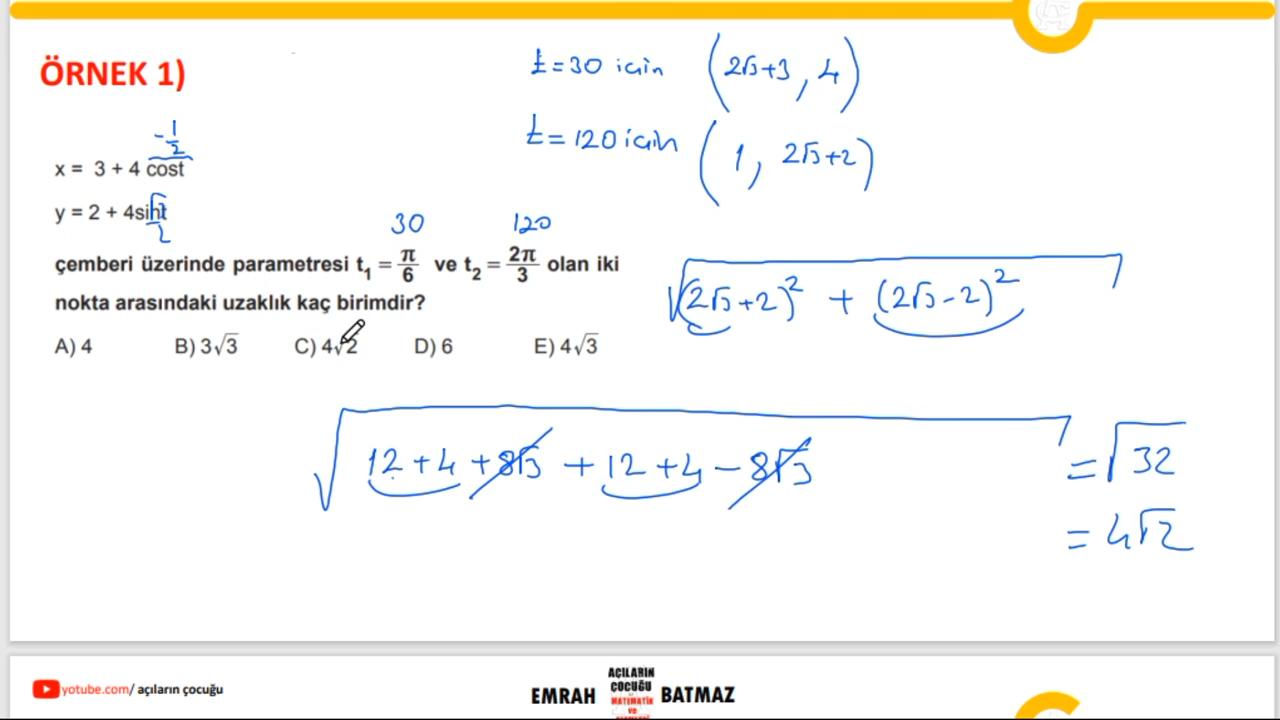 ÖRNEK 1)
t = 30 için (2√3+3, 4)
t = 120 için (1, 2√3+2)
-1/2
x = 3 + 4 cost
y = 2 + 4sint
√3/2
30 120
çemberi üzerinde parametresi t₁ = π/6 ve t₂ = 2π/3 olan iki
nokta arasındaki uzaklık kaç birimdir?
A) 4 B) 3√3 C) 4√2 D) 6 E) 4√3
√((2√3+2)² + (2√3-2)²)
√(12+4+8√3+12+4-8√3) = √32
= 4√2
yotube.com/ açıların çocuğu
EMRAH AÇILARIN ÇOCUĞU MATEMATİK ve BATMAZ